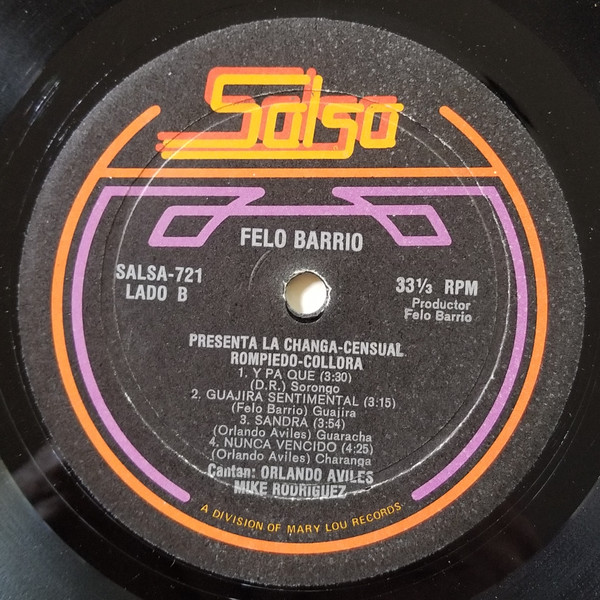 Salsa
FELO BARRIO
SALSA-721
LADO B
33⅓ RPM
Productor
Felo Barrio
PRESENTA LA CHANGA-CENSUAL
ROMPIEDO-COLLORA
1. Y PA QUE (3:30)
(D.R.) Sorongo
2. GUAJIRA SENTIMENTAL (3:15)
(Felo Barrio) Guajira
3. SANDRA (3:54)
(Orlando Aviles) Guaracha
4. NUNCA VENCIDO (4:25)
(Orlando Aviles) Charanga
Cantan: ORLANDO AVILES
MIKE RODRIGUEZ
A DIVISION OF MARY LOU RECORDS.